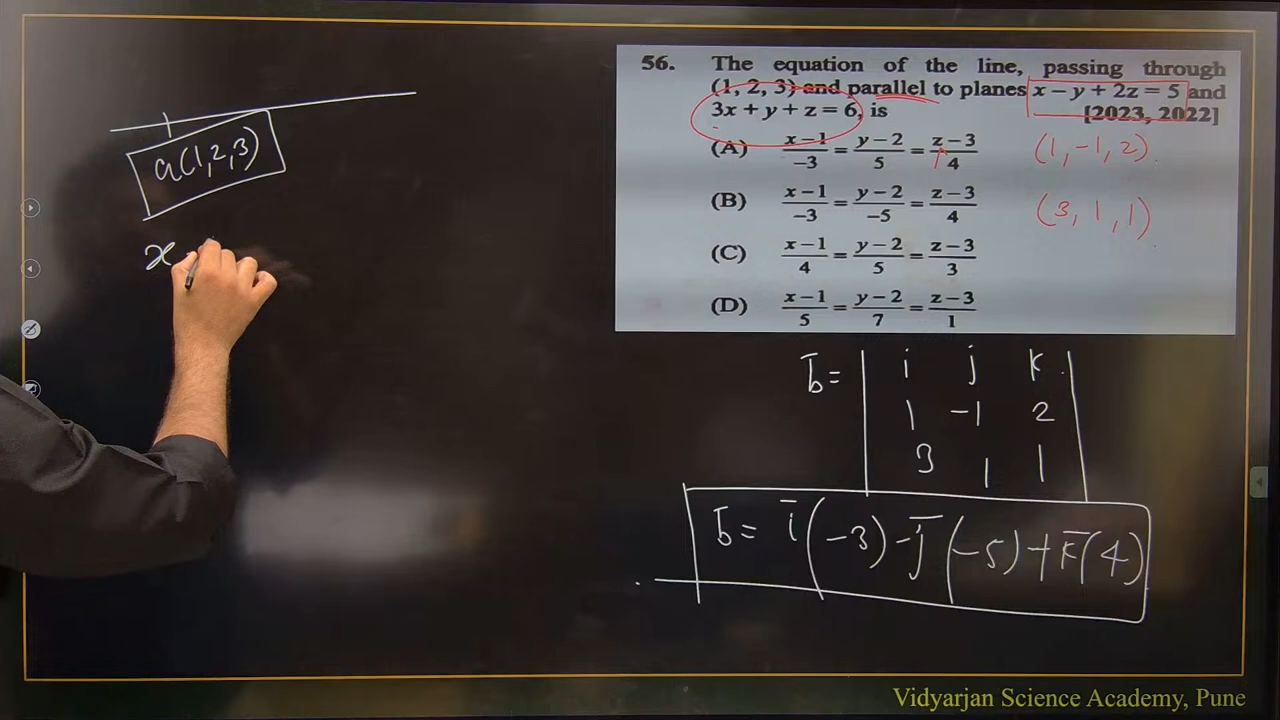 56. The equation of the line, passing through
(1, 2, 3) and parallel to planes x – y + 2z = 5 and
3x + y + z = 6, is [2023, 2022]
(A) x–1/–3 = y–2/5 = z–3/4
(B) x–1/–3 = y–2/–5 = z–3/4
(C) x–1/4 = y–2/5 = z–3/3
(D) x–1/5 = y–2/7 = z–3/1
(1, -1, 2)
(3, 1, 1)
a(1,2,3)
x
b̄ = | i j k |
1 -1 2
3 1 1
b̄ = ī(-3) - j̄(-5) + k̄(4)
Vidyarjan Science Academy, Pune